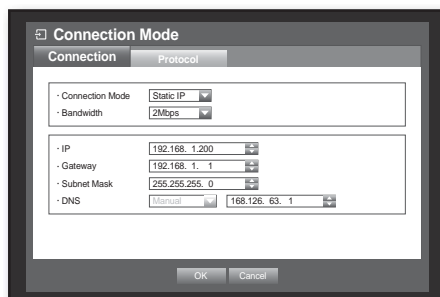 Connection Mode
Connection Protocol
· Connection Mode Static IP
· Bandwidth 2Mbps
· IP 192.168. 1.200
· Gateway 192.168. 1. 1
· Subnet Mask 255.255.255. 0
· DNS Manual 168.126. 63. 1
OK Cancel